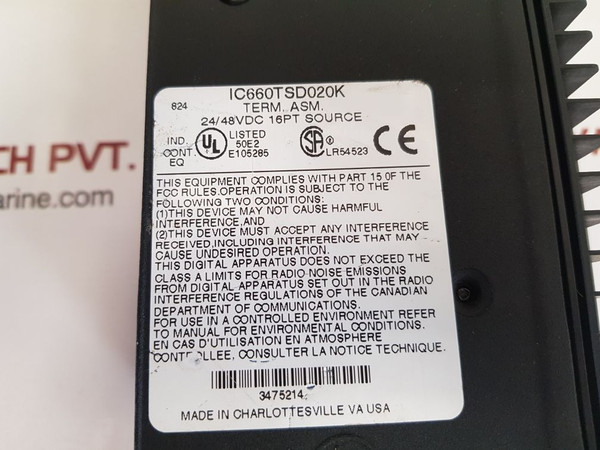 IC660TSD020K
824 TERM. ASM.
24/48VDC 16PT SOURCE
IND. CONT. EQ UL LISTED 50E2 E105285 SA ® LR54523 CE
THIS EQUIPMENT COMPLIES WITH PART 15 OF THE
FCC RULES.OPERATION IS SUBJECT TO THE
FOLLOWING TWO CONDITIONS:
(1)THIS DEVICE MAY NOT CAUSE HARMFUL
INTERFERENCE,AND
(2)THIS DEVICE MUST ACCEPT ANY INTERFERENCE
RECEIVED,INCLUDING INTERFERENCE THAT MAY
CAUSE UNDESIRED OPERATION.
THIS DIGITAL APPARATUS DOES NOT EXCEED THE
CLASS A LIMITS FOR RADIO NOISE EMISSIONS
FROM DIGITAL APPARATUS SET OUT IN THE RADIO
INTERFERENCE REGULATIONS OF THE CANADIAN
DEPARTMENT OF COMMUNICATIONS.
FOR USE IN A CONTROLLED ENVIRONMENT REFER
TO MANUAL FOR ENVIRONMENTAL CONDITIONS.
EN CAS D'UTILISATION EN ATMOSPHERE
CONTROLLEE, CONSULTER LA NOTICE TECHNIQUE.
3475214
MADE IN CHARLOTTESVILLE VA USA
CH PVT.
arine.com